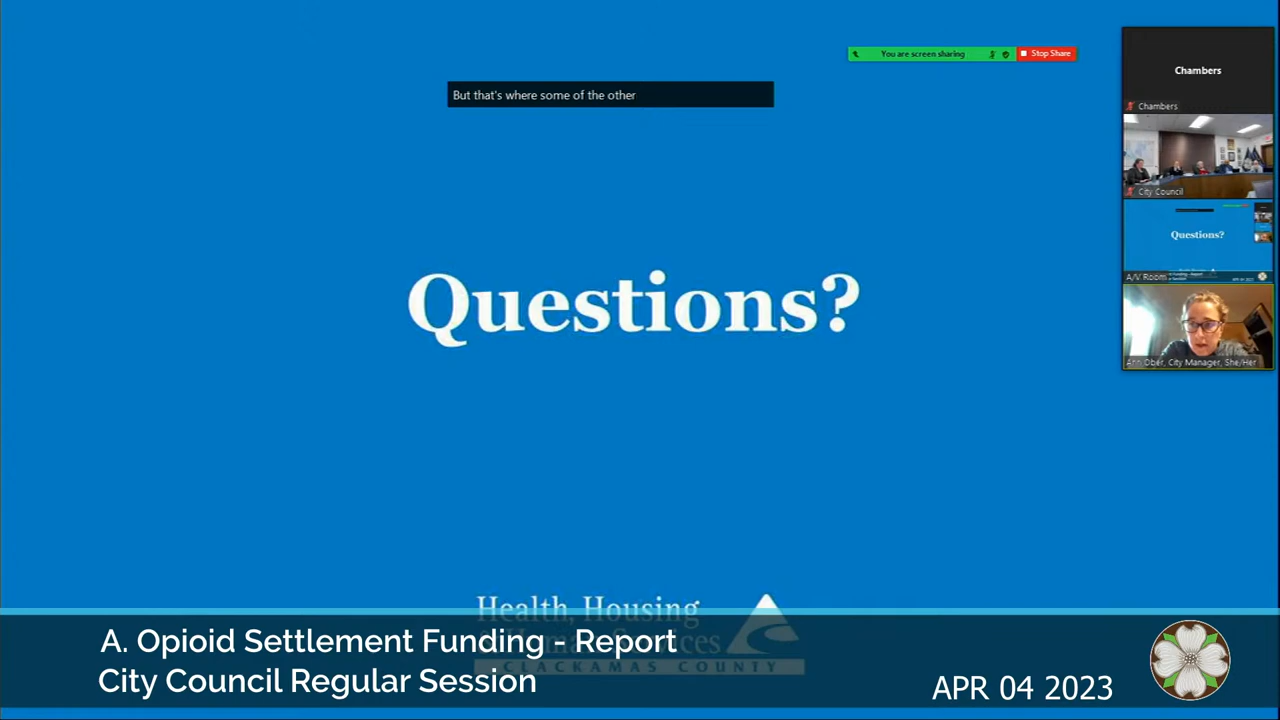 You are screen sharing
Stop Share
But that's where some of the other
Chambers
Chambers
City Council
Questions?
A/V Room
Ann Ober, City Manager, She/Her
Questions?
Health, Housing
Human Services
CLACKAMAS COUNTY
A. Opioid Settlement Funding - Report
City Council Regular Session
APR 04 2023